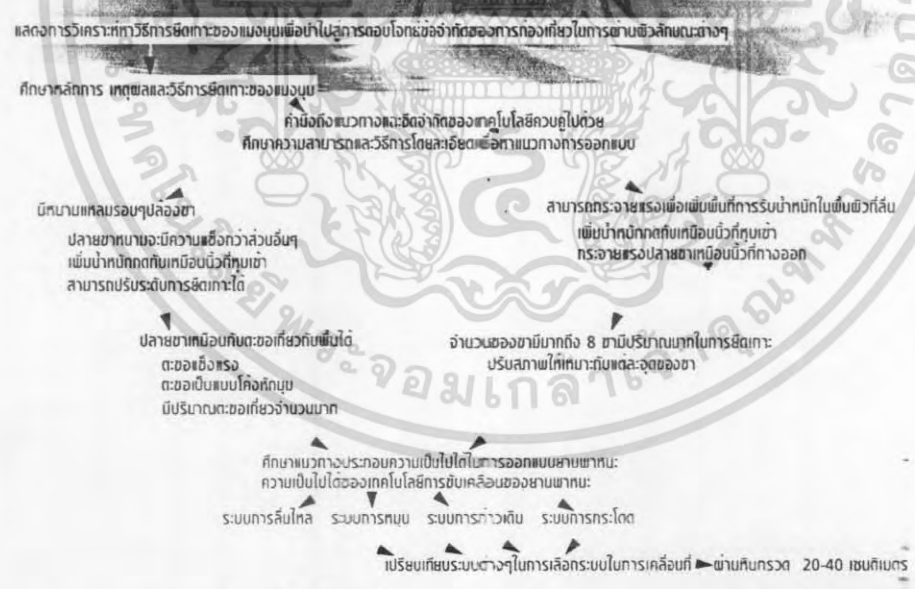 แสดงการวิเคราะห์หาวิธีการยึดเกาะของแมงมุมเพื่อนำไปสู่การตอบโจทย์ข้อจำกัดของการท่องเที่ยวในการผ่านผิวลักษณะต่างๆ
ศึกษาหลักการ เหตุผลและวิธีการยึดเกาะของแมงมุม
คำนึงถึงแนวทางและขีดจำกัดของเทคโนโลยีควบคู่ไปด้วย
ศึกษาความสามารถและวิธีการโดยละเอียดเพื่อหาแนวทางการออกแบบ
มีหนามแหลมรอบๆปล้องขา
ปลายขาหนามจะมีความแข็งกว่าส่วนอื่นๆ
เพิ่มน้ำหนักกดทับเหมือนนิ้วที่หุบเข้า
สามารถปรับระดับการยึดเกาะได้
สามารถกระจายแรงเพื่อเพิ่มพื้นที่การรับน้ำหนักในพื้นผิวที่ลื่น
เพิ่มน้ำหนักกดทับเหมือนนิ้วที่หุบเข้า
กระจายแรงปลายขาเหมือนนิ้วที่กางออก
ปลายขาเหมือนกับตะขอเกี่ยวกับพื้นได้
ตะขอแข็งแรง
ตะขอเป็นแบบโค้งหักมุม
มีปริมาณตะขอเกี่ยวจำนวนมาก
จำนวนของขามีมากถึง 8 ขามีปริมาณมากในการยึดเกาะ
ปรับสภาพให้เหมาะกับแต่ละจุดของขา
ศึกษาแนวทางประกอบความเป็นไปได้ในการออกแบบยานพาหนะ
ความเป็นไปได้ของเทคโนโลยีการขับเคลื่อนของยานพาหนะ
ระบบการลื่นไหล ระบบการหมุน ระบบการก้าวเดิน ระบบการกระโดด
เปรียบเทียบระบบต่างๆในการเลือกระบบในการเคลื่อนที่ ผ่านหินกรวด 20-40 เซนติเมตร